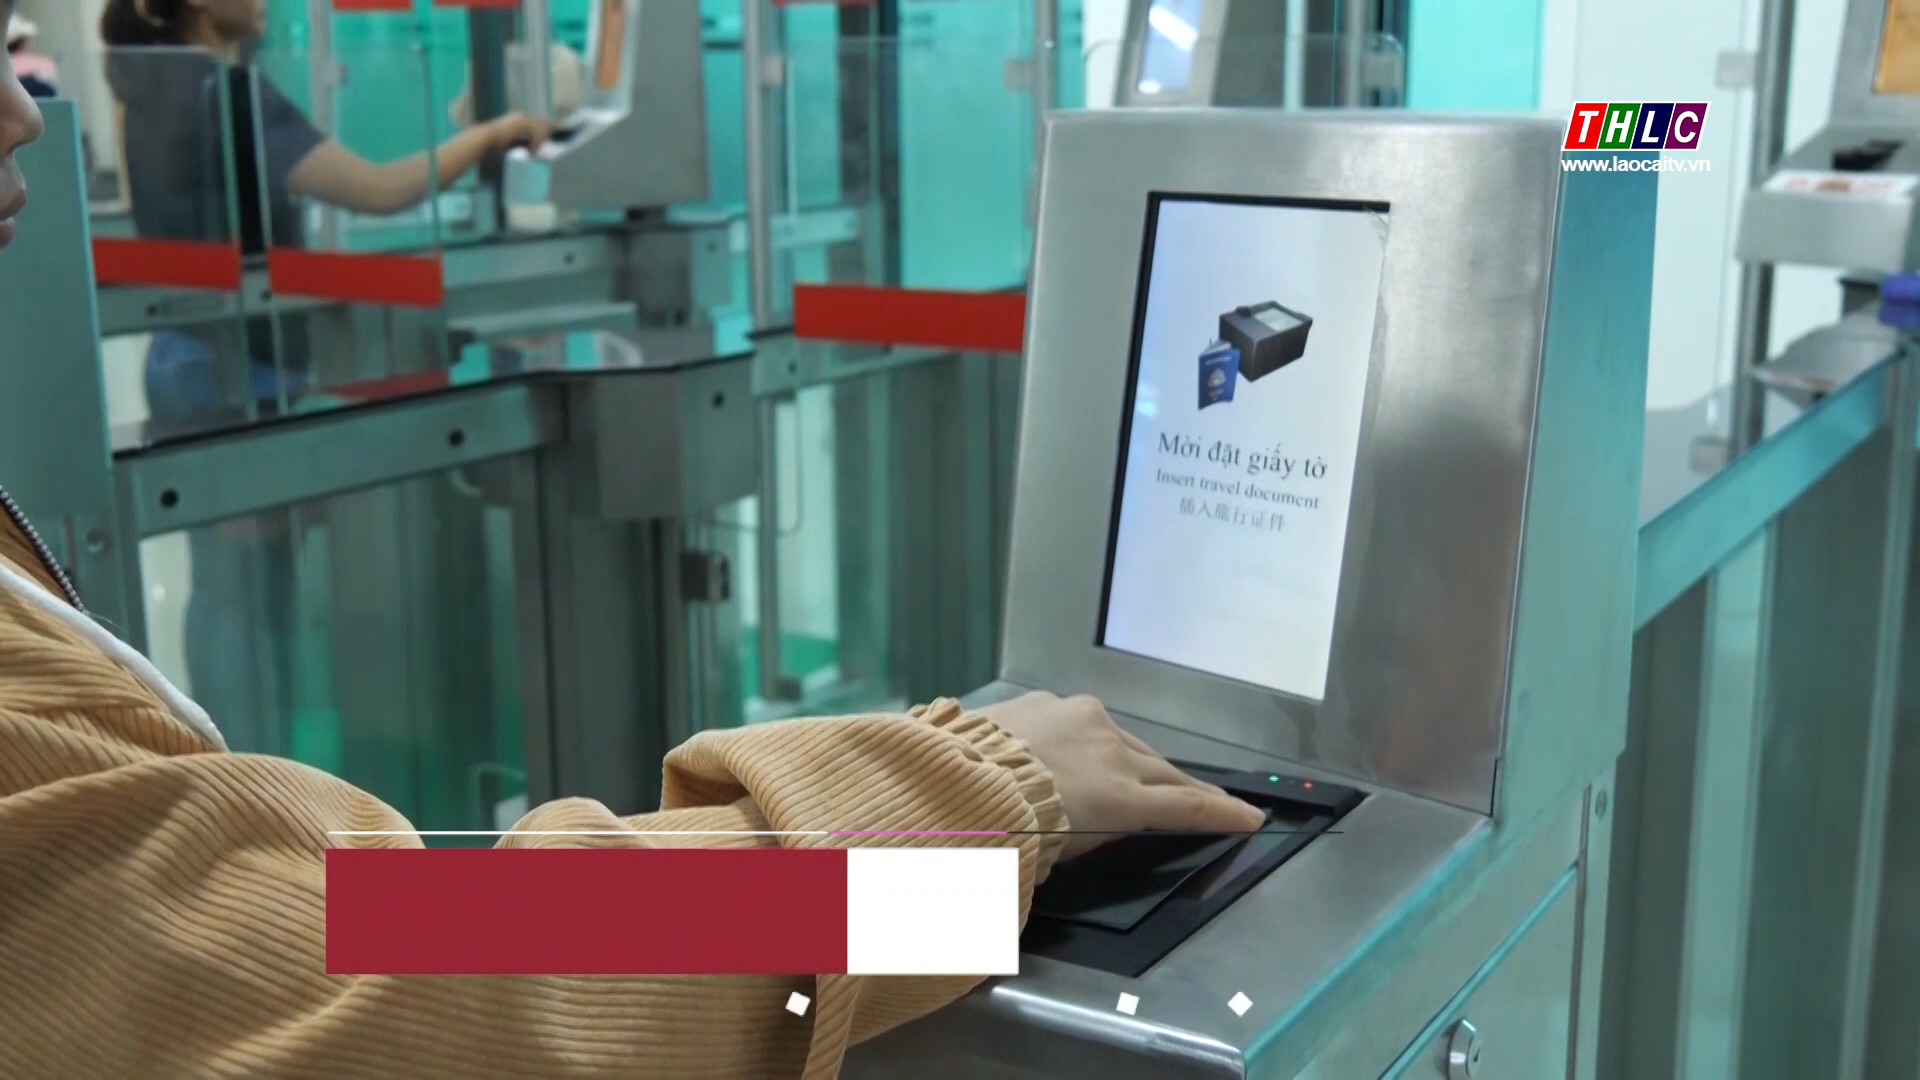 THLC
www.laocaitv.vn
Mời đặt giấy tờ
Insert travel document
插入旅行证件